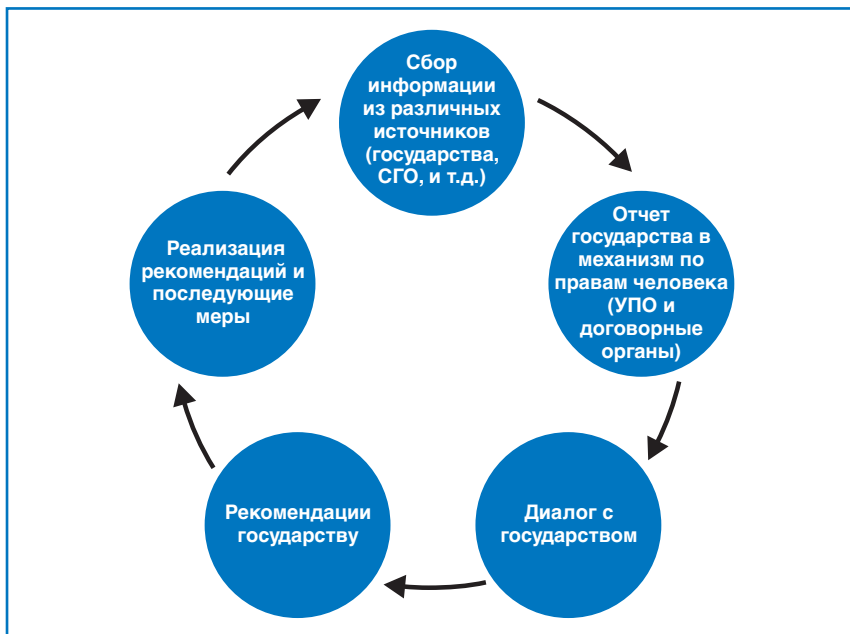 Сбор
информации
из различных
источников
(государства,
СГО, и т.д.)
Отчет
государства в
механизм по
правам человека
(УПО и
договорные
органы)
Диалог с
государством
Рекомендации
государству
Реализация
рекомендаций и
последующие
меры